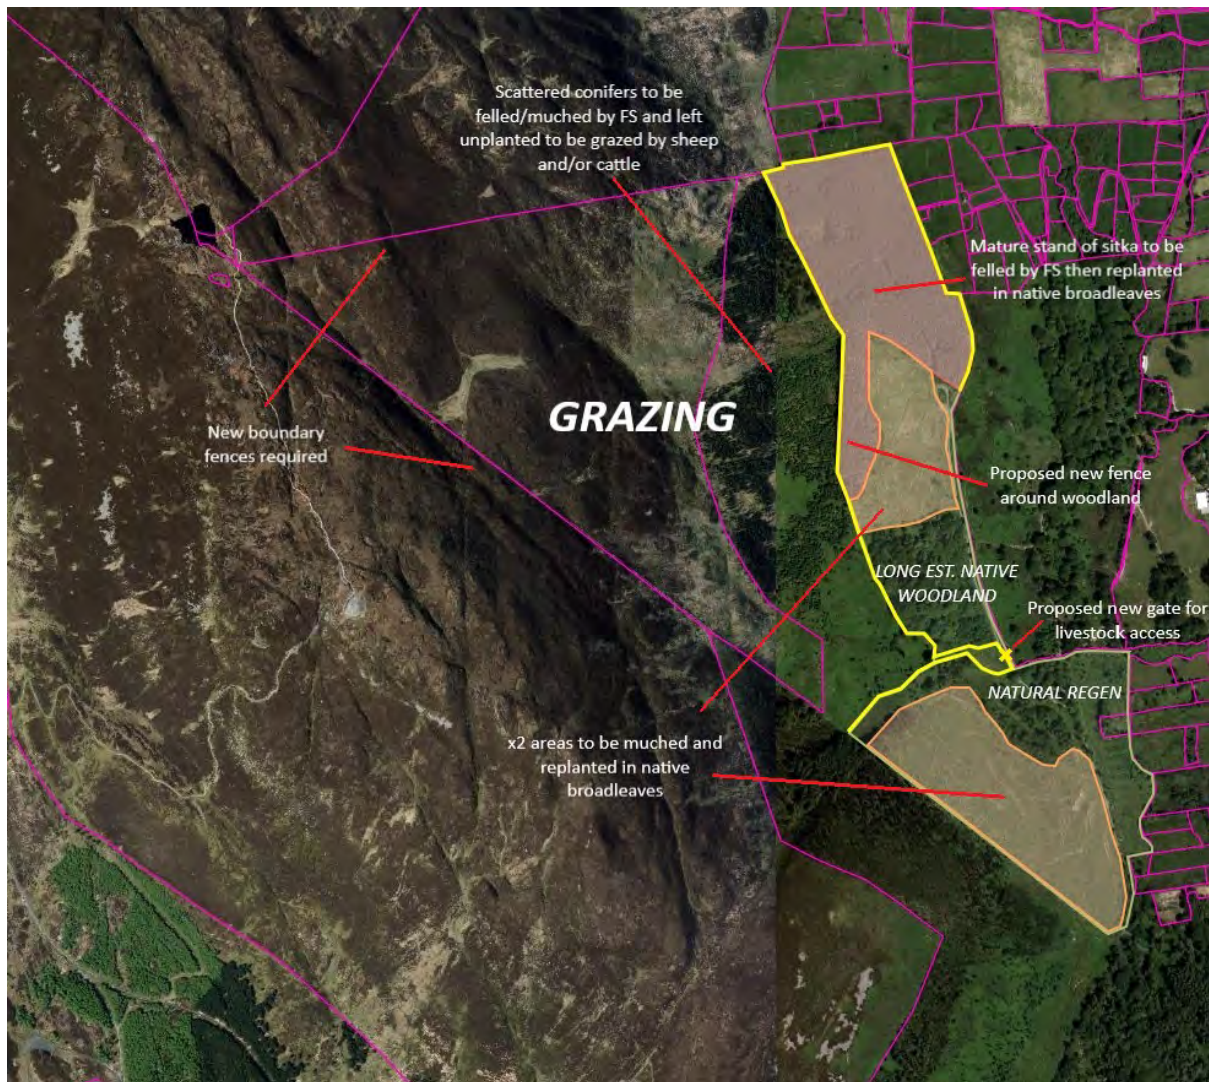 Scattered conifers to be
felled/muched by FS and left
unplanted to be grazed by sheep
and/or cattle
Mature stand of sitka to be
felled by FS then replanted
in native broadleaves
GRAZING
New boundary
fences required
Proposed new fence
around woodland
LONG EST. NATIVE
WOODLAND
Proposed new gate for
livestock access
NATURAL REGEN
x2 areas to be muched and
replanted in native
broadleaves